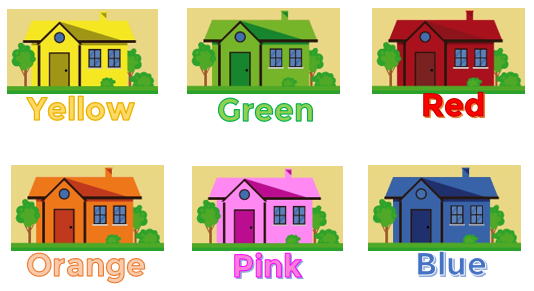 Yellow
Green
Red
Orange
Pink
Blue